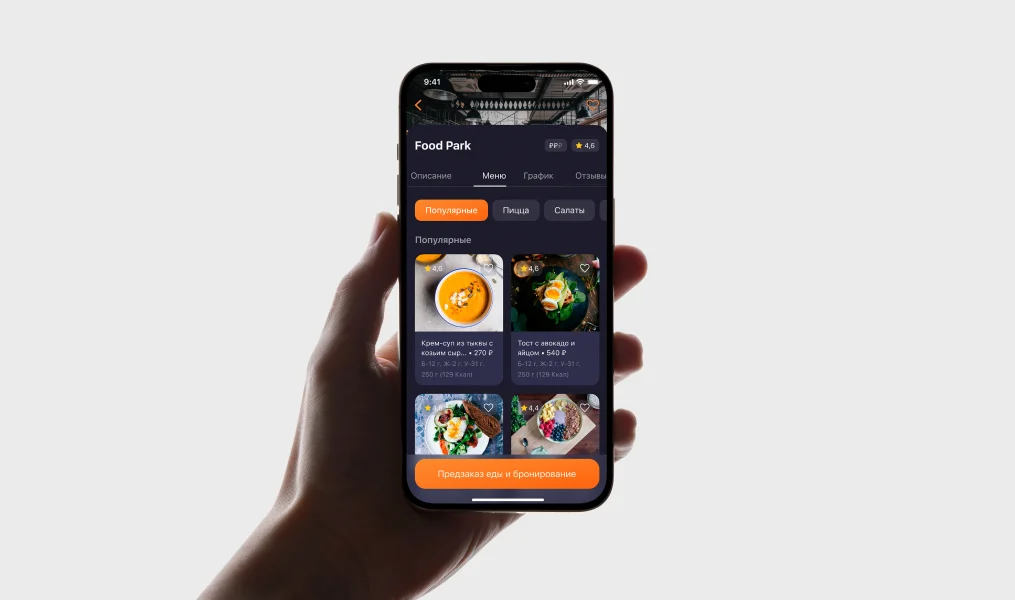 9:41
Food Park
₽₽₽
4,6
Описание Меню График Отзывы
Популярные Пицца Салаты
Популярные
4,6
4,6
Крем-суп из тыквы с
козьим сыр... • 270 ₽
Б-12 г, Ж-2 г, У-31 г,
250 г (129 Ккал)
Тост с авокадо и
яйцом • 540 ₽
Б-12 г, Ж-2 г, У-31 г,
250 г (129 Ккал)
4,4
Предзаказ еды и бронирование